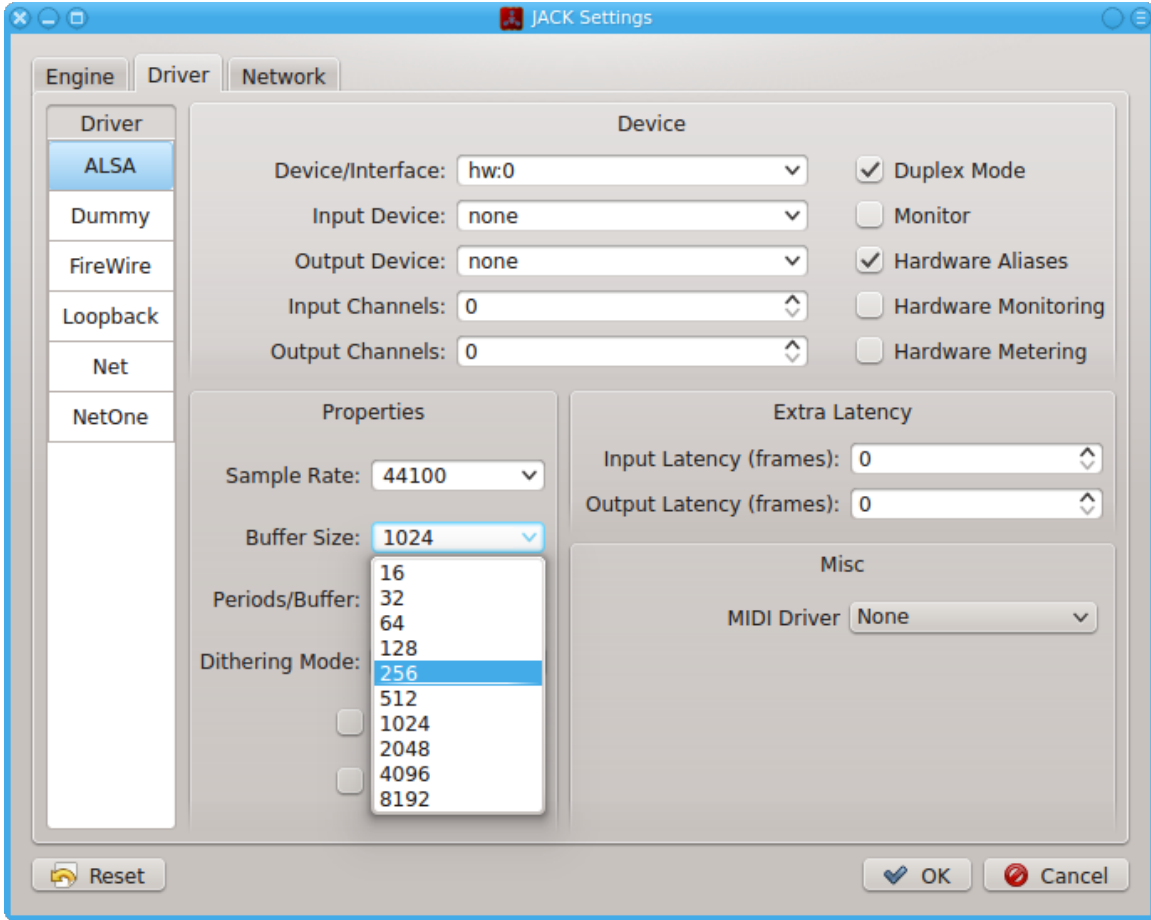 JACK Settings
Engine Driver Network
Driver
ALSA
Dummy
FireWire
Loopback
Net
NetOne
Device
Device/Interface: hw:0 Duplex Mode
Input Device: none Monitor
Output Device: none Hardware Aliases
Input Channels: 0 Hardware Monitoring
Output Channels: 0 Hardware Metering
Properties
Sample Rate: 44100
Buffer Size: 1024
Periods/Buffer:
Dithering Mode:
16
32
64
128
256
512
1024
2048
4096
8192
Extra Latency
Input Latency (frames): 0
Output Latency (frames): 0
Misc
MIDI Driver None
Reset OK Cancel